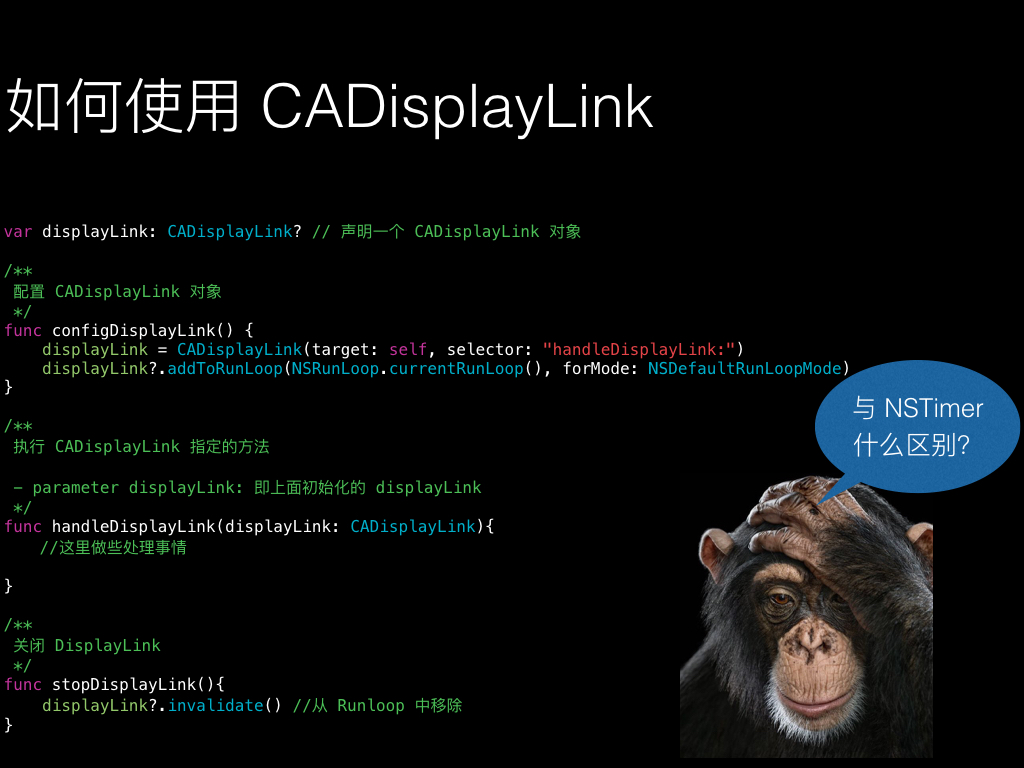 如何使用 CADisplayLink
var displayLink: CADisplayLink? // 声明一个 CADisplayLink 对象
/**
 配置 CADisplayLink 对象
 */
func configDisplayLink() {
    displayLink = CADisplayLink(target: self, selector: "handleDisplayLink:")
    displayLink?.addToRunLoop(NSRunLoop.currentRunLoop(), forMode: NSDefaultRunLoopMode)
}
与 NSTimer
什么区别?
/**
 执行 CADisplayLink 指定的方法
 - parameter displayLink: 即上面初始化的 displayLink
 */
func handleDisplayLink(displayLink: CADisplayLink){
    //这里做些处理事情
}
/**
 关闭 DisplayLink
 */
func stopDisplayLink(){
    displayLink?.invalidate() //从 Runloop 中移除
}